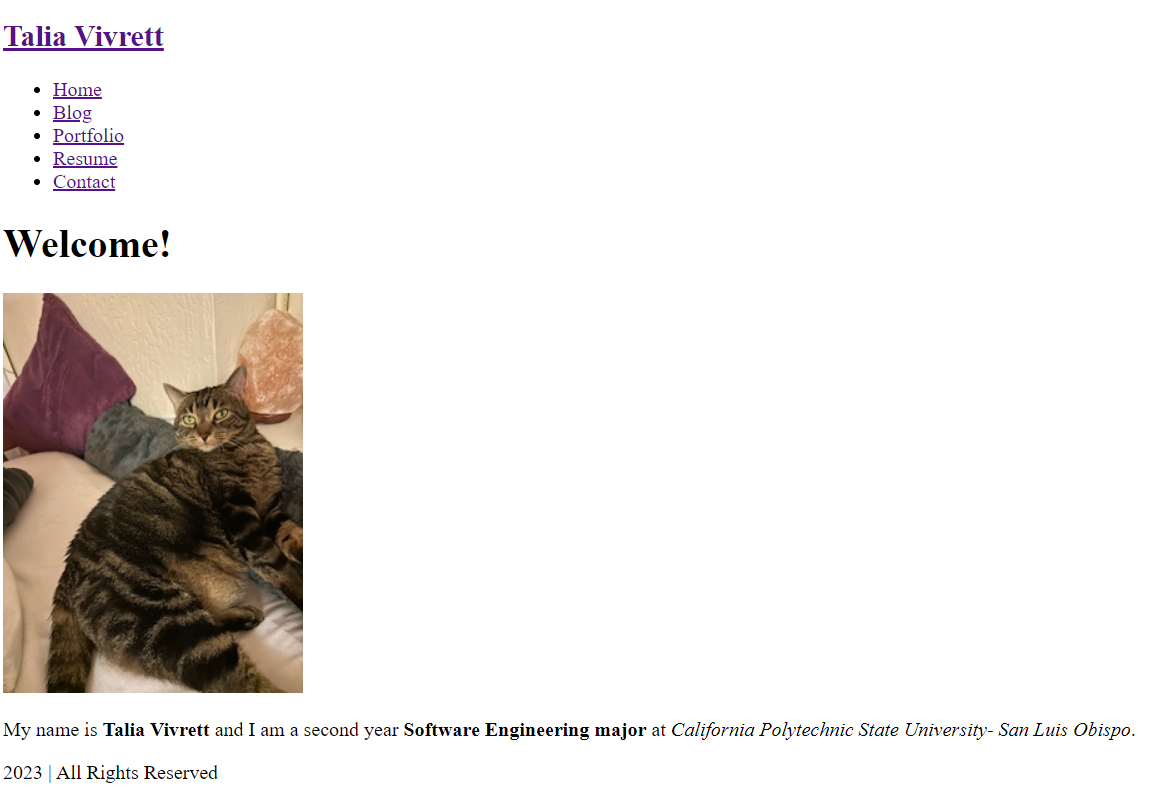 Talia Vivrett
Home
Blog
Portfolio
Resume
Contact
Welcome!
My name is Talia Vivrett and I am a second year Software Engineering major at California Polytechnic State University- San Luis Obispo.
2023 | All Rights Reserved